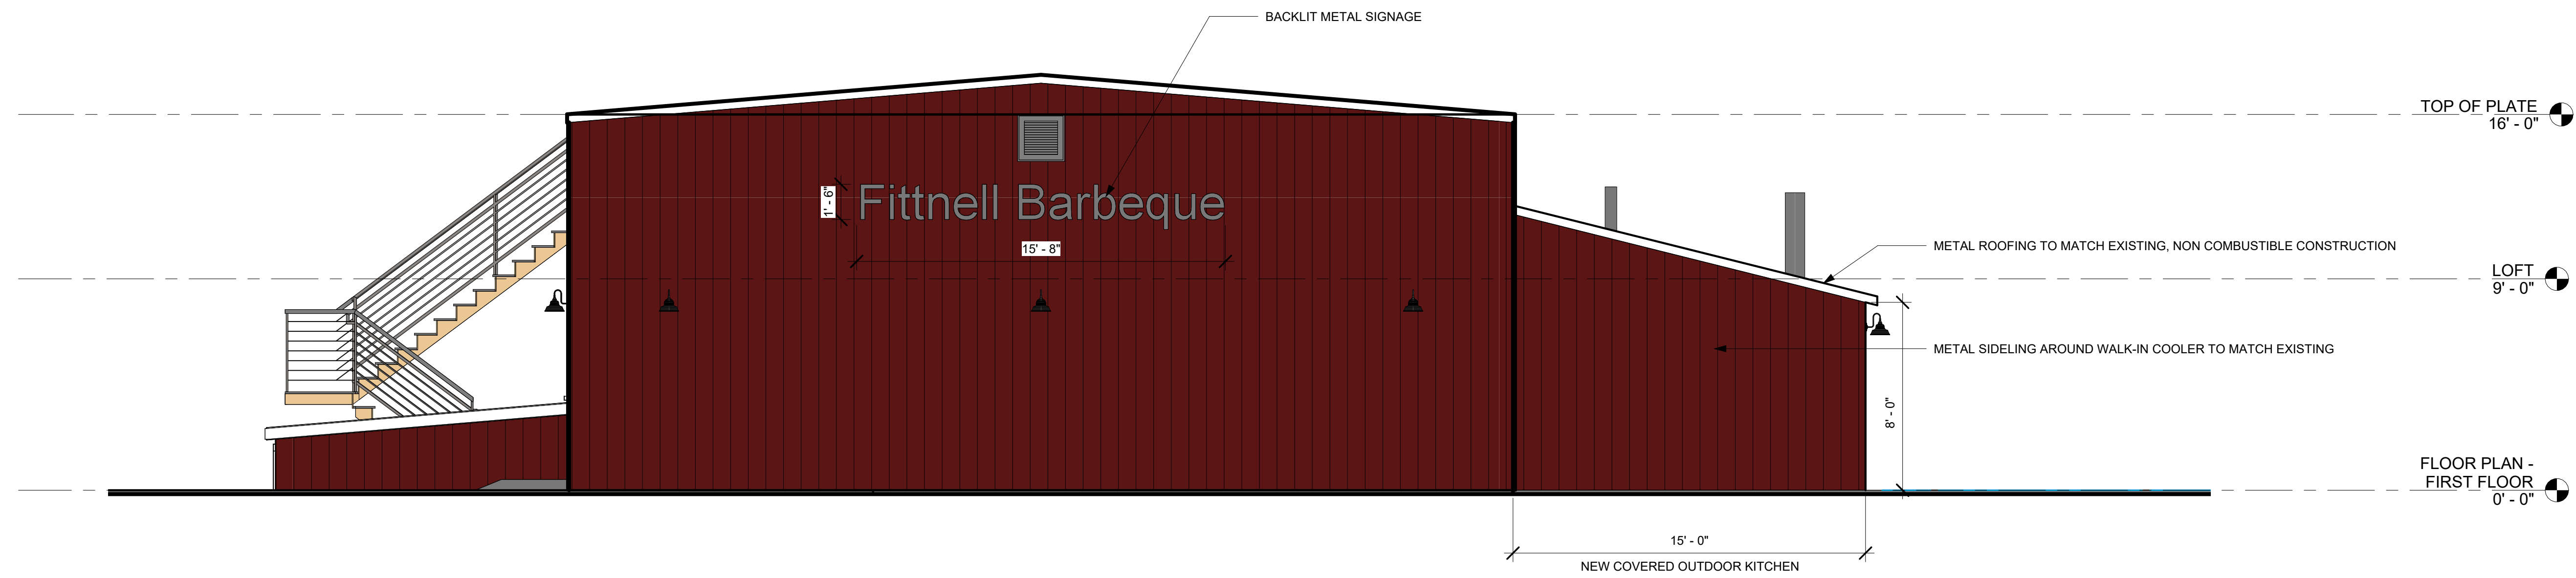 BACKLIT METAL SIGNAGE
TOP OF PLATE
16' - 0"
1' - 6"
Fittnell Barbeque
15' - 8"
METAL ROOFING TO MATCH EXISTING, NON COMBUSTIBLE CONSTRUCTION
LOFT
9' - 0"
METAL SIDELING AROUND WALK-IN COOLER TO MATCH EXISTING
8' - 0"
FLOOR PLAN -
FIRST FLOOR
0' - 0"
15' - 0"
NEW COVERED OUTDOOR KITCHEN